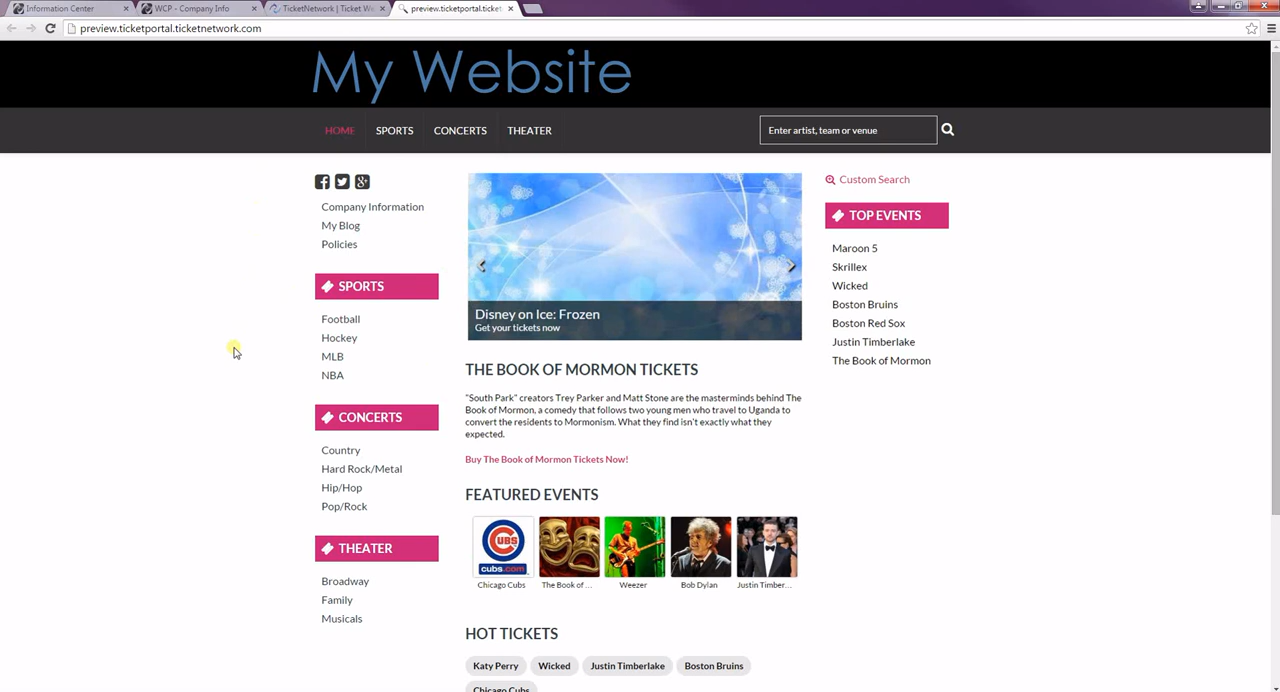 Information Center
WCP - Company Info
TicketNetwork | Ticket We
preview.ticketportal.ticket
preview.ticketportal.ticketnetwork.com
My Website
HOME
SPORTS
CONCERTS
THEATER
Enter artist, team or venue
Company Information
My Blog
Policies
SPORTS
Football
Hockey
MLB
NBA
CONCERTS
Country
Hard Rock/Metal
Hip/Hop
Pop/Rock
THEATER
Broadway
Family
Musicals
Disney on Ice: Frozen
Get your tickets now
THE BOOK OF MORMON TICKETS
"South Park" creators Trey Parker and Matt Stone are the masterminds behind The
Book of Mormon, a comedy that follows two young men who travel to Uganda to
convert the residents to Mormonism. What they find isn't exactly what they
expected.
Buy The Book of Mormon Tickets Now!
FEATURED EVENTS
CUBS
cubs.com
Chicago Cubs
The Book of ...
Weezer
Bob Dylan
Justin Timber...
HOT TICKETS
Katy Perry
Wicked
Justin Timberlake
Boston Bruins
Chicago Cubs
Custom Search
TOP EVENTS
Maroon 5
Skrillex
Wicked
Boston Bruins
Boston Red Sox
Justin Timberlake
The Book of Mormon